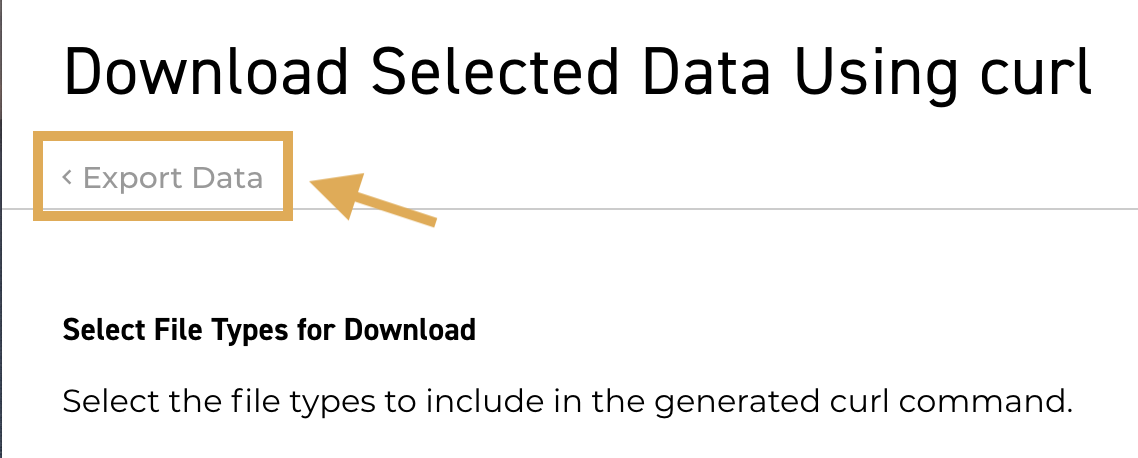 Download Selected Data Using curl
< Export Data
Select File Types for Download
Select the file types to include in the generated curl command.